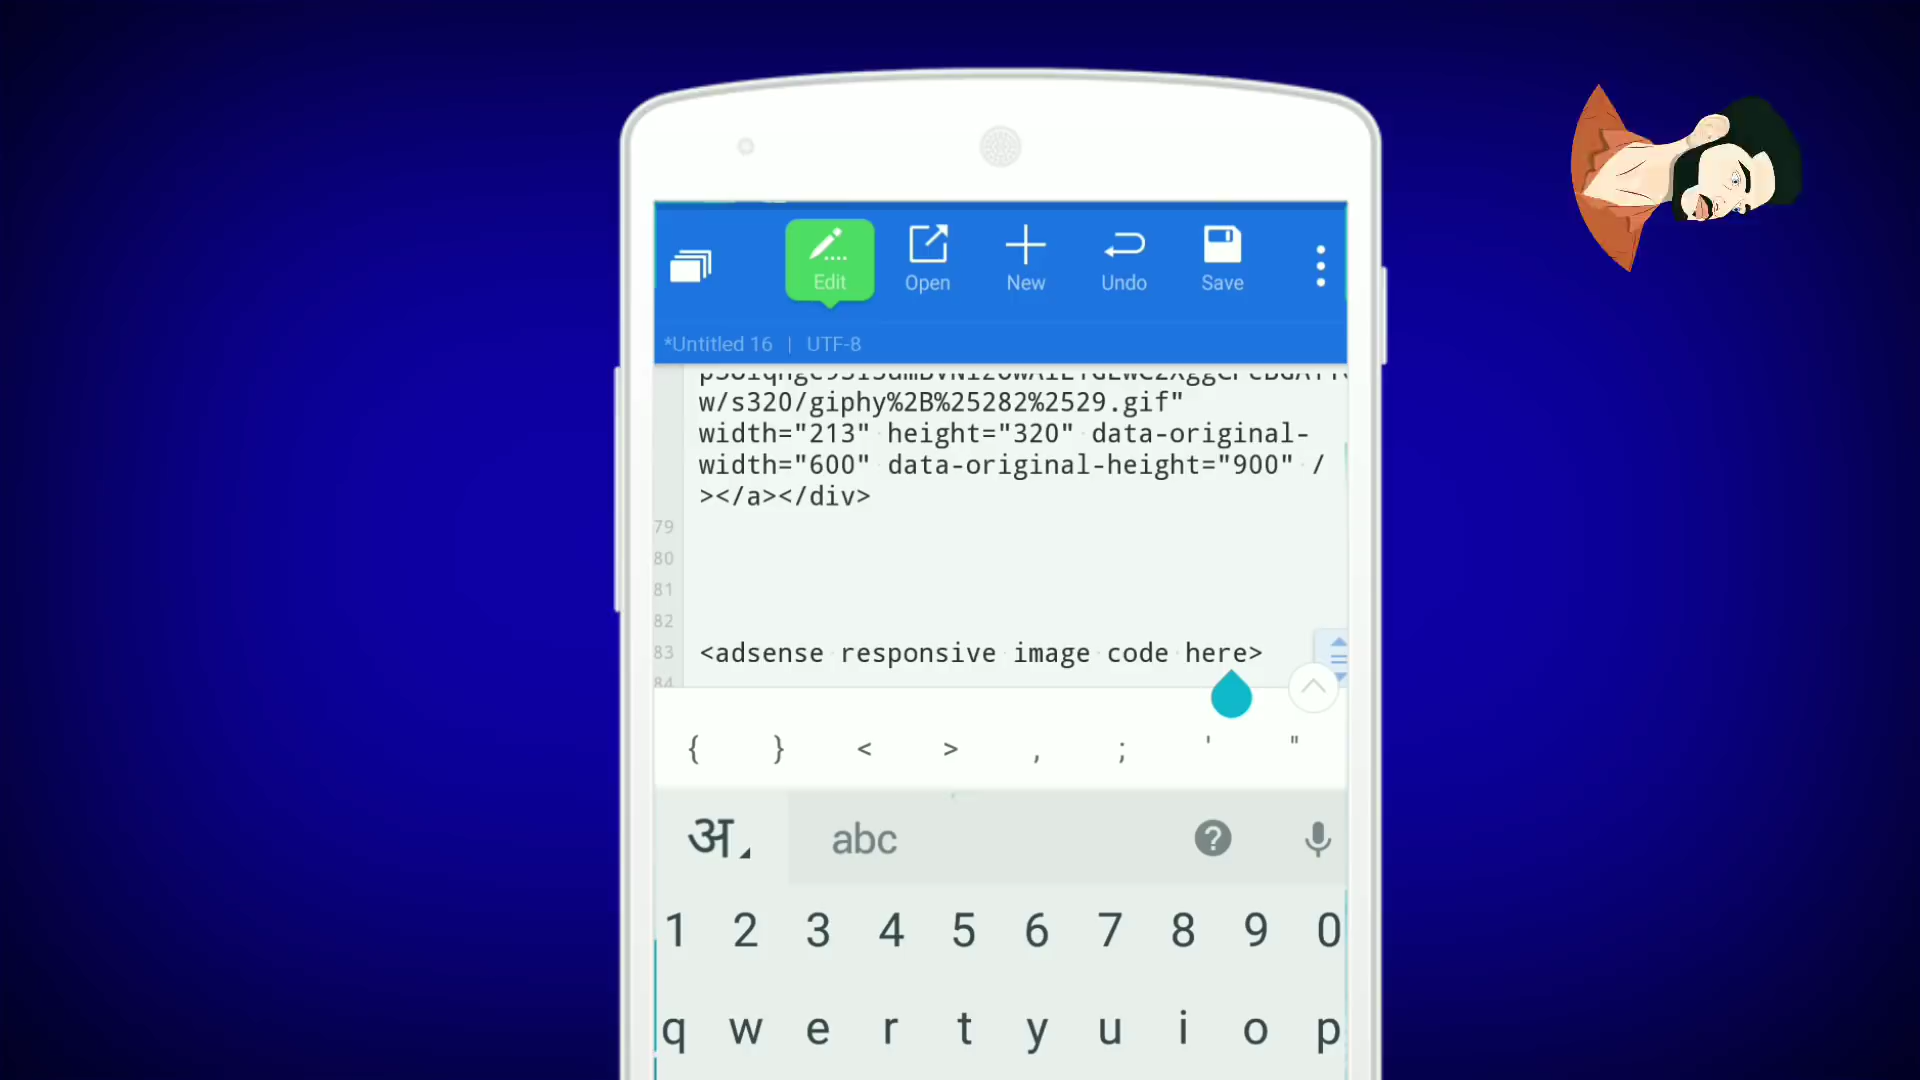 Edit
Open
New
Undo
Save
*Untitled 16 | UTF-8
w/s320/giphy%2B%25282%2529.gif"
width="213" height="320" data-original-
width="600" data-original-height="900" /
></a></div>
79
80
81
82
83 <adsense responsive image code here>
84
{ } < > , ; ' "
अ abc ?
1 2 3 4 5 6 7 8 9 0
q w e r t y u i o p